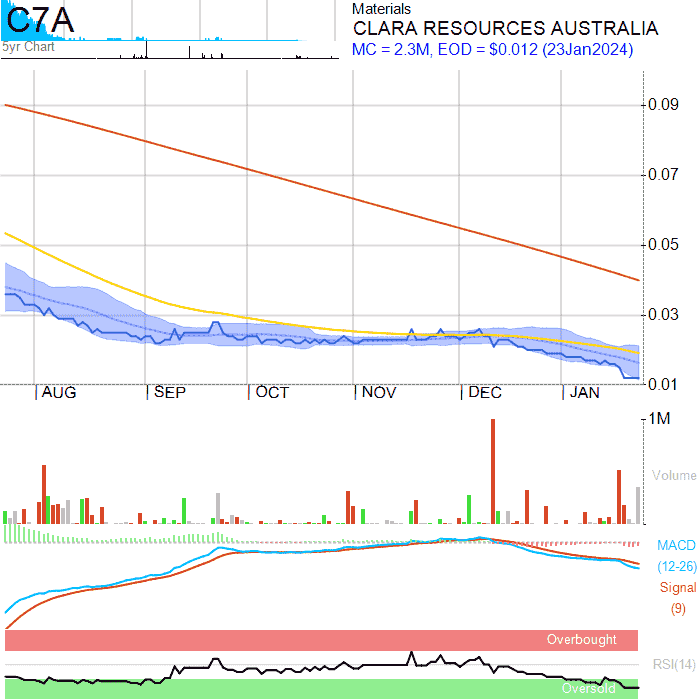 C7A
5yr Chart
Materials
CLARA RESOURCES AUSTRALIA
MC = 2.3M, EOD = $0.012 (23Jan2024)
0.09
0.07
0.05
0.03
0.01
AUG SEP OCT NOV DEC JAN
1M
Volume
MACD
(12-26)
Signal
(9)
Overbought
RSI(14)
Oversold